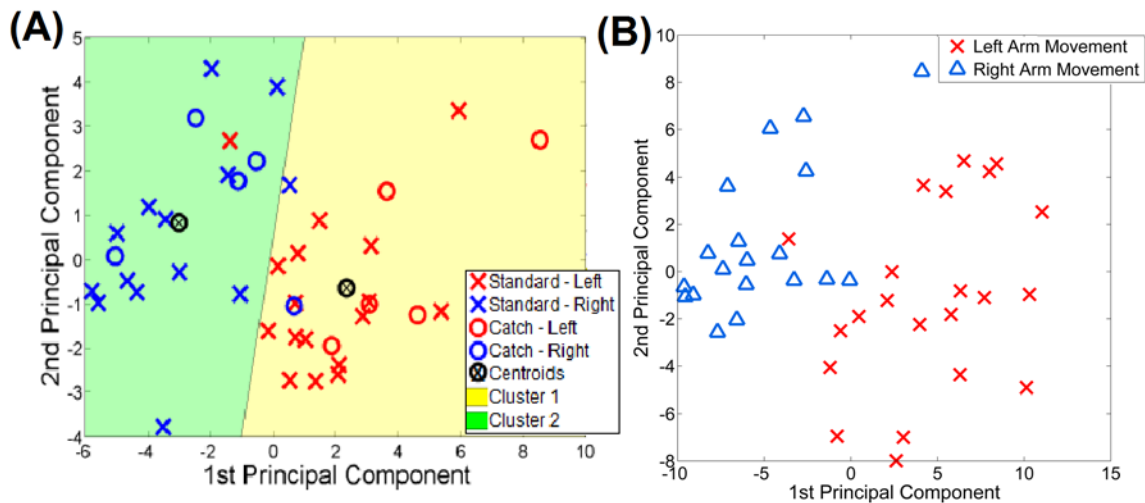 (A)
5
4
3
2
1
0
-1
-2
-3
-4
2nd Principal Component
-6
-4
-2
0
2
4
6
8
10
1st Principal Component
Standard - Left
Standard - Right
Catch - Left
Catch - Right
Centroids
Cluster 1
Cluster 2
(B)
10
8
6
4
2
0
-2
-4
-6
-8
2nd Principal Component
-10
-5
0
5
10
15
1st Principal Component
Left Arm Movement
Right Arm Movement